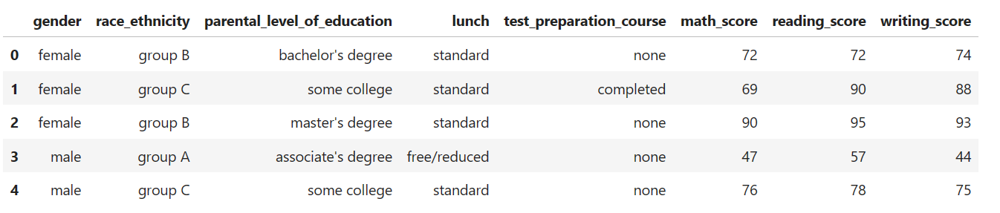 gender race_ethnicity parental_level_of_education lunch test_preparation_course math_score reading_score writing_score
0 female group B bachelor's degree standard none 72 72 74
1 female group C some college standard completed 69 90 88
2 female group B master's degree standard none 90 95 93
3 male group A associate's degree free/reduced none 47 57 44
4 male group C some college standard none 76 78 75